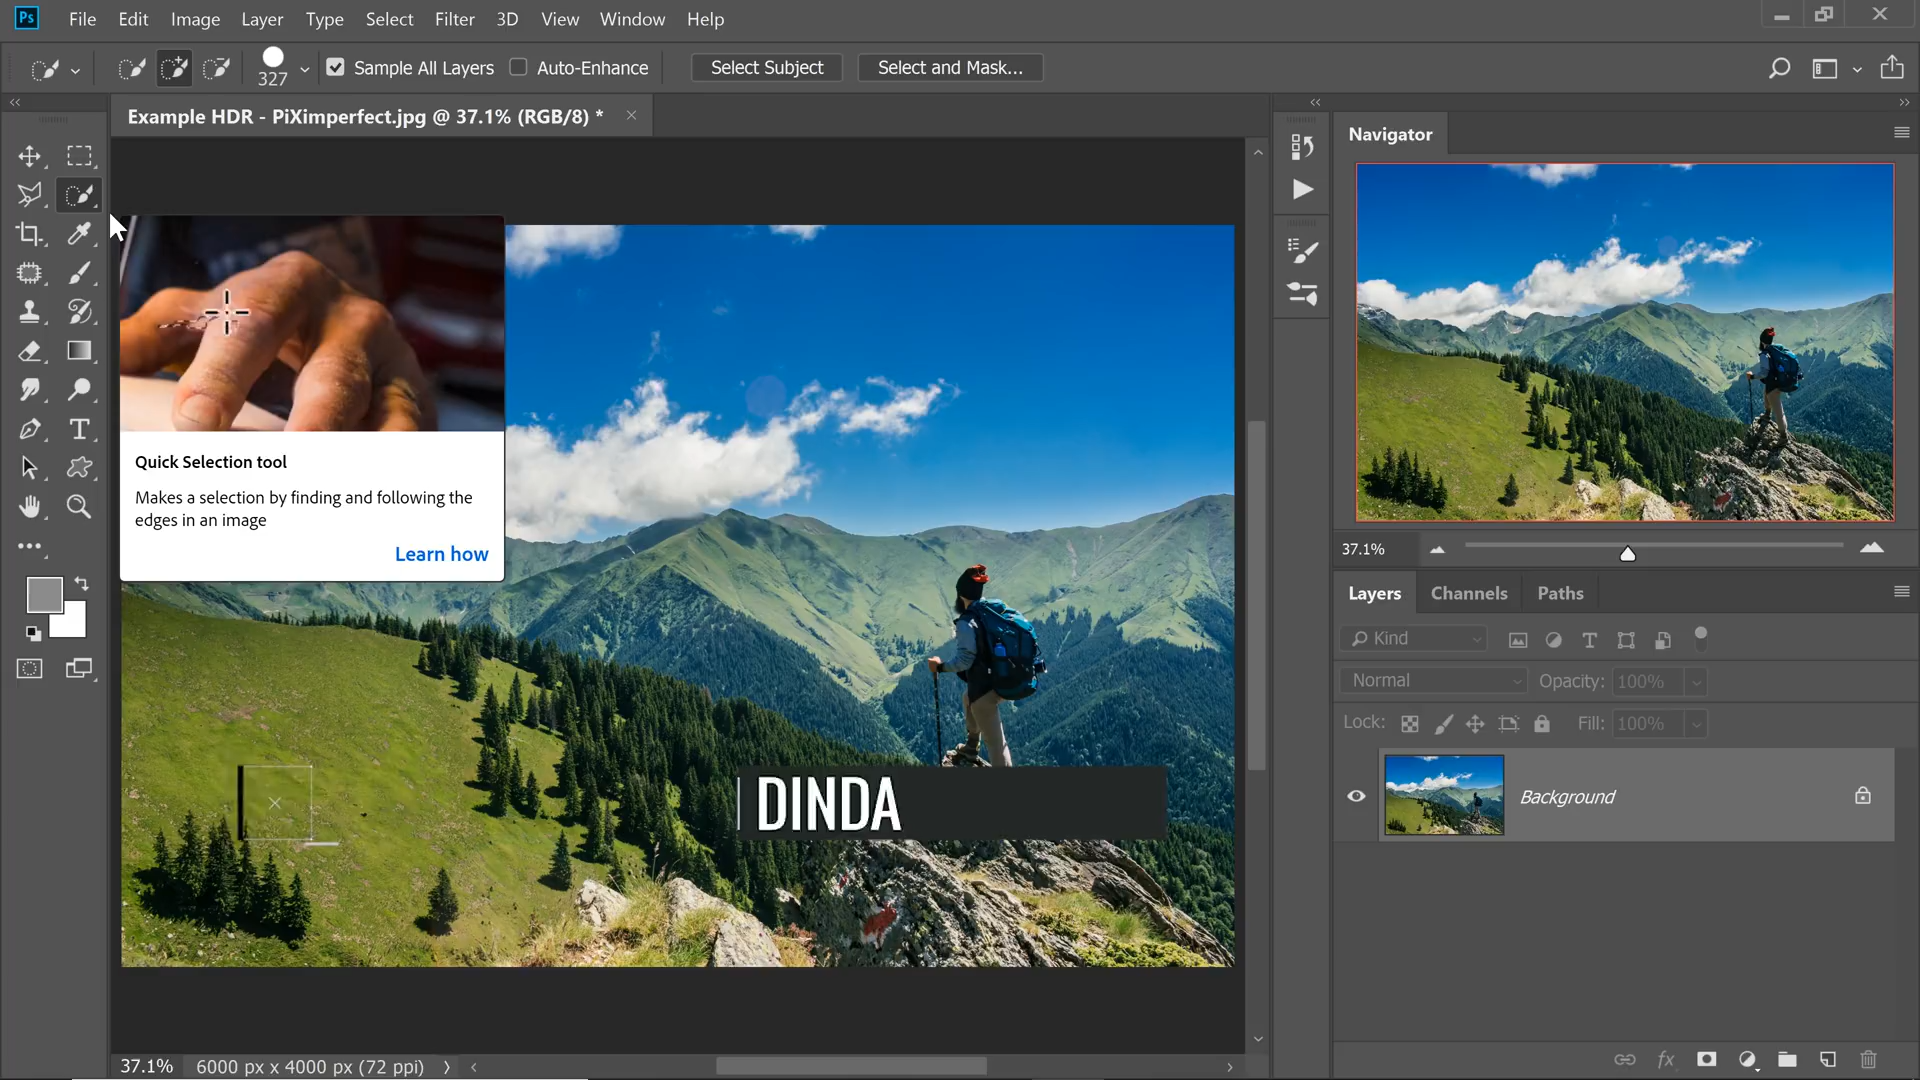 Ps File Edit Image Layer Type Select Filter 3D View Window Help
327 Sample All Layers Auto-Enhance Select Subject Select and Mask...
Example HDR - PiXimperfect.jpg @ 37.1% (RGB/8) *
Navigator
Quick Selection tool
Makes a selection by finding and following the
edges in an image
Learn how
DINDA
37.1%
Layers Channels Paths
Kind
Normal Opacity: 100%
Lock: Fill: 100%
Background
fx
37.1% 6000 px x 4000 px (72 ppi)